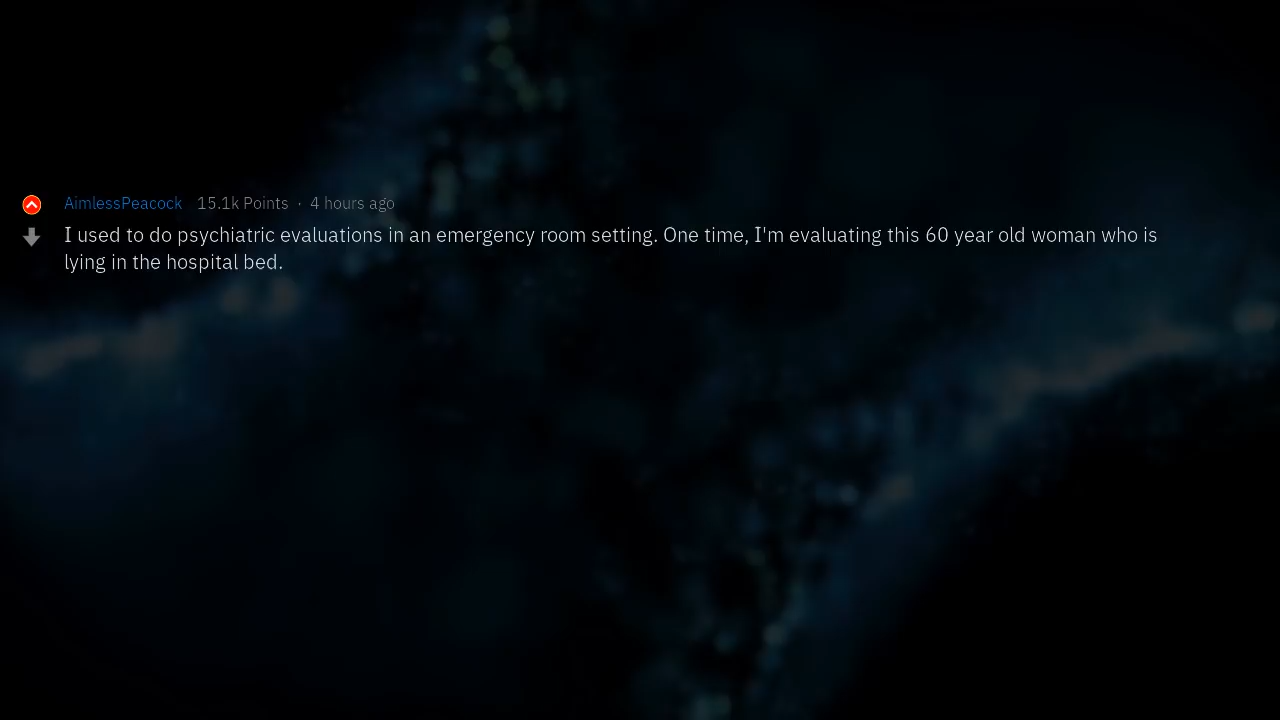 AimlessPeacock 15.1k Points · 4 hours ago
I used to do psychiatric evaluations in an emergency room setting. One time, I'm evaluating this 60 year old woman who is
lying in the hospital bed.